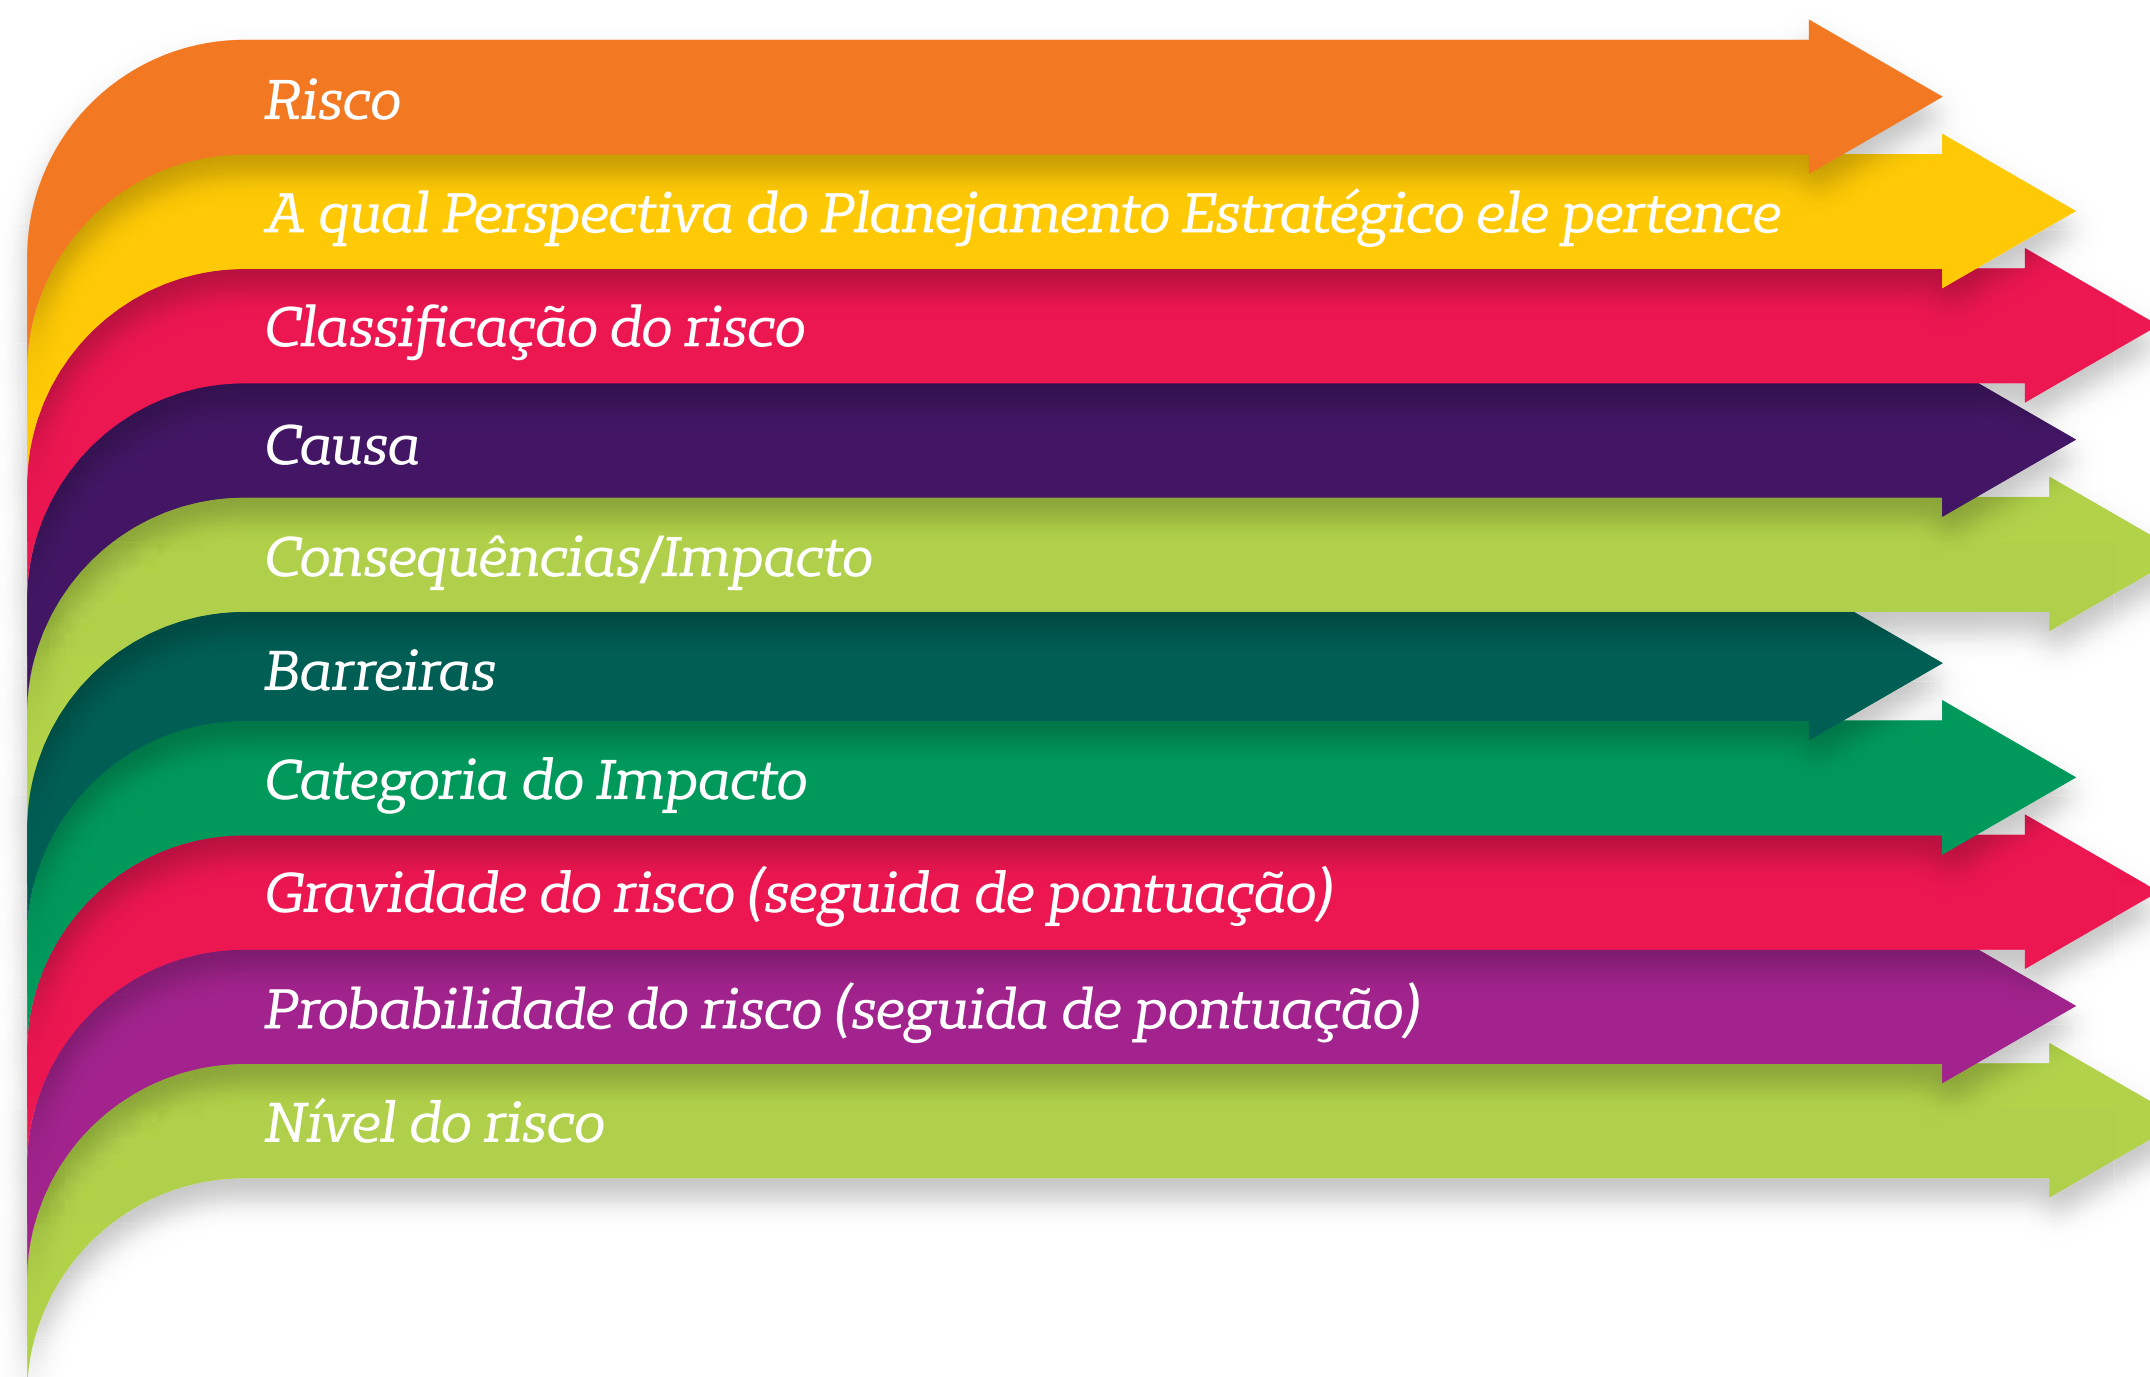 Risco
A qual Perspectiva do Planejamento Estratégico ele pertence
Classificação do risco
Causa
Consequências/Impacto
Barreiras
Categoria do Impacto
Gravidade do risco (seguida de pontuação)
Probabilidade do risco (seguida de pontuação)
Nível do risco